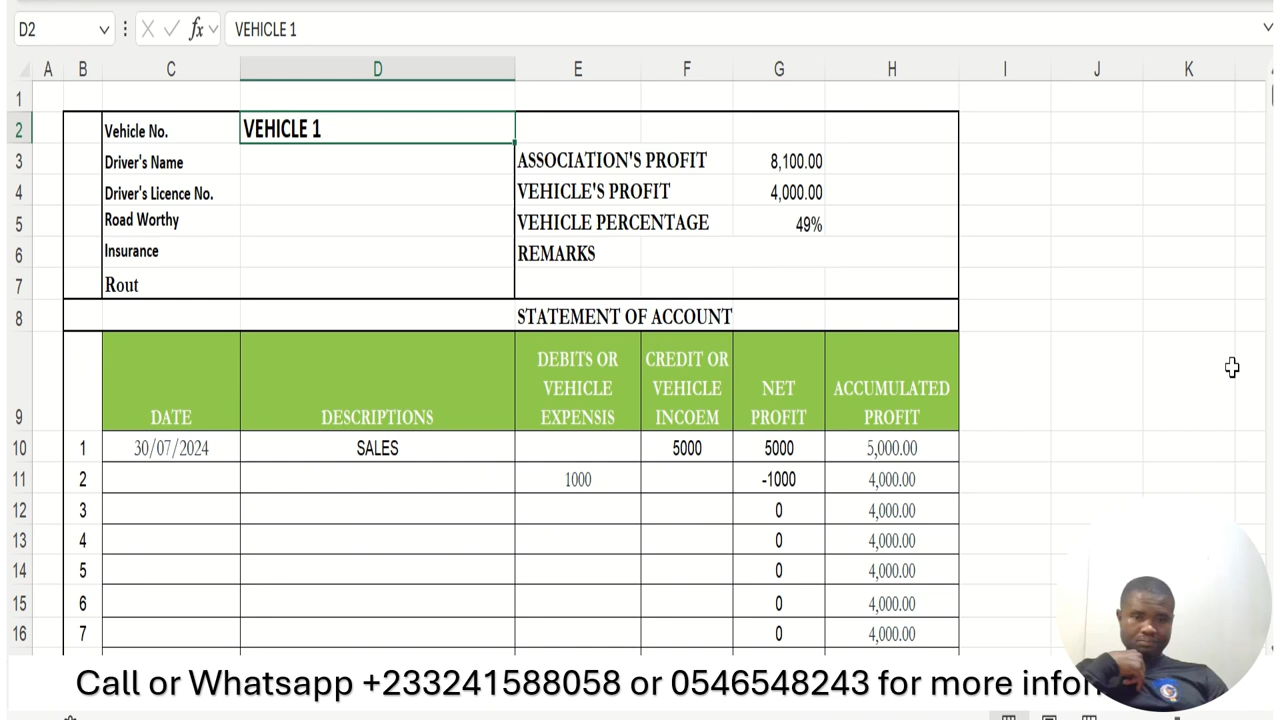 D2 fx VEHICLE 1
A B C D E F G H I J K
1
2 Vehicle No. VEHICLE 1
3 Driver's Name ASSOCIATION'S PROFIT 8,100.00
4 Driver's Licence No. VEHICLE'S PROFIT 4,000.00
5 Road Worthy VEHICLE PERCENTAGE 49%
6 Insurance REMARKS
7 Rout
8 STATEMENT OF ACCOUNT
9 DATE DESCRIPTIONS DEBITS OR VEHICLE EXPENSIS CREDIT OR VEHICLE INCOEM NET PROFIT ACCUMULATED PROFIT
10 1 30/07/2024 SALES 5000 5000 5,000.00
11 2 1000 -1000 4,000.00
12 3 0 4,000.00
13 4 0 4,000.00
14 5 0 4,000.00
15 6 0 4,000.00
16 7 0 4,000.00
Call or Whatsapp +233241588058 or 0546548243 for more